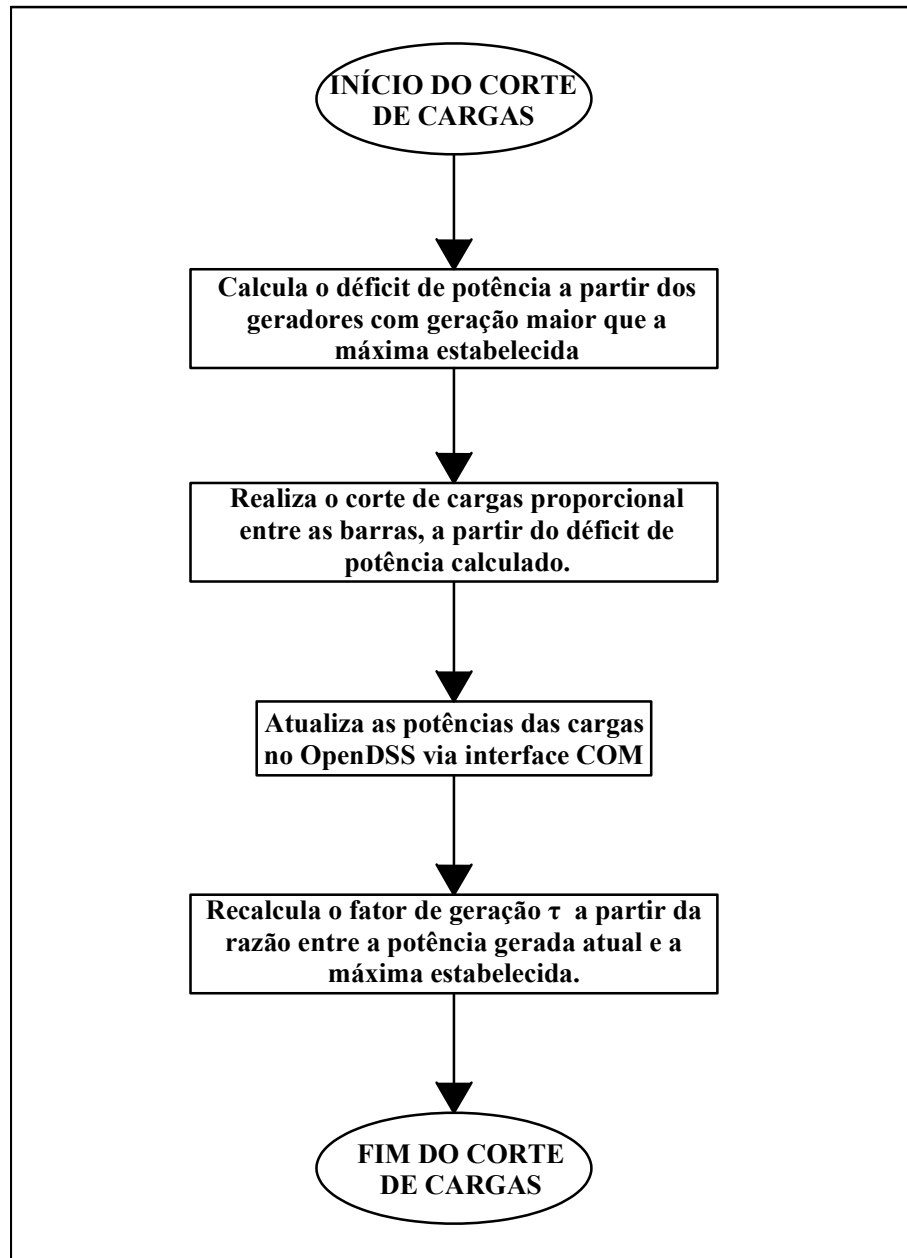 INÍCIO DO CORTE
DE CARGAS
Calcula o déficit de potência a partir dos
geradores com geração maior que a
máxima estabelecida
Realiza o corte de cargas proporcional
entre as barras, a partir do déficit de
potência calculado.
Atualiza as potências das cargas
no OpenDSS via interface COM
Recalcula o fator de geração τ a partir da
razão entre a potência gerada atual e a
máxima estabelecida.
FIM DO CORTE
DE CARGAS